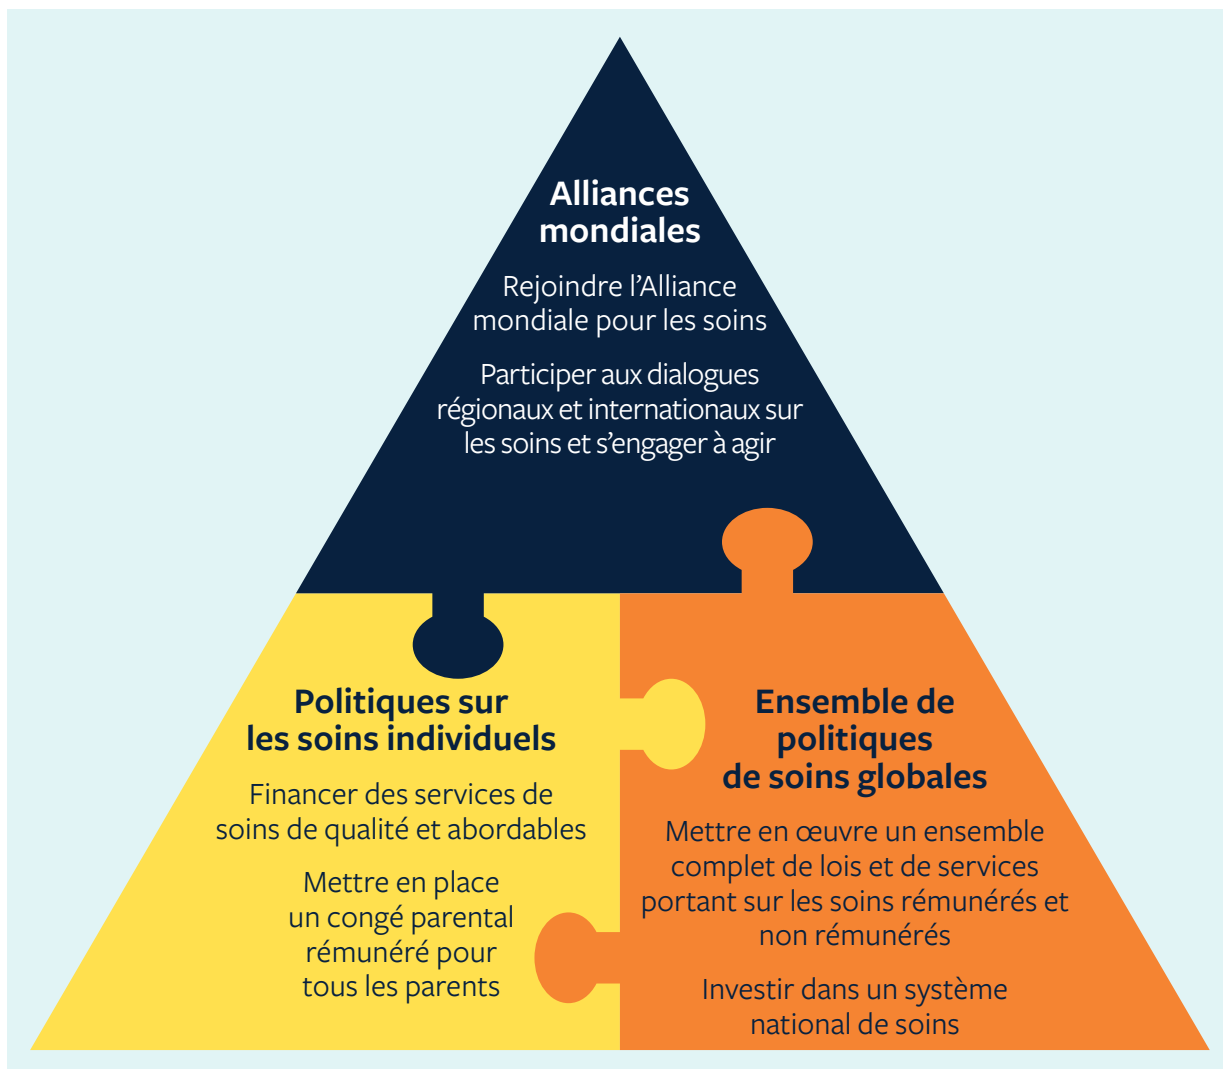 Alliances
mondiales
Rejoindre l’Alliance
mondiale pour les soins
Participer aux dialogues
régionaux et internationaux sur
les soins et s’engager à agir
Politiques sur
les soins individuels
Financer des services de
soins de qualité et abordables
Mettre en place
un congé parental
rémunéré pour
tous les parents
Ensemble de
politiques
de soins globales
Mettre en œuvre un ensemble
complet de lois et de services
portant sur les soins rémunérés et
non rémunérés
Investir dans un système
national de soins